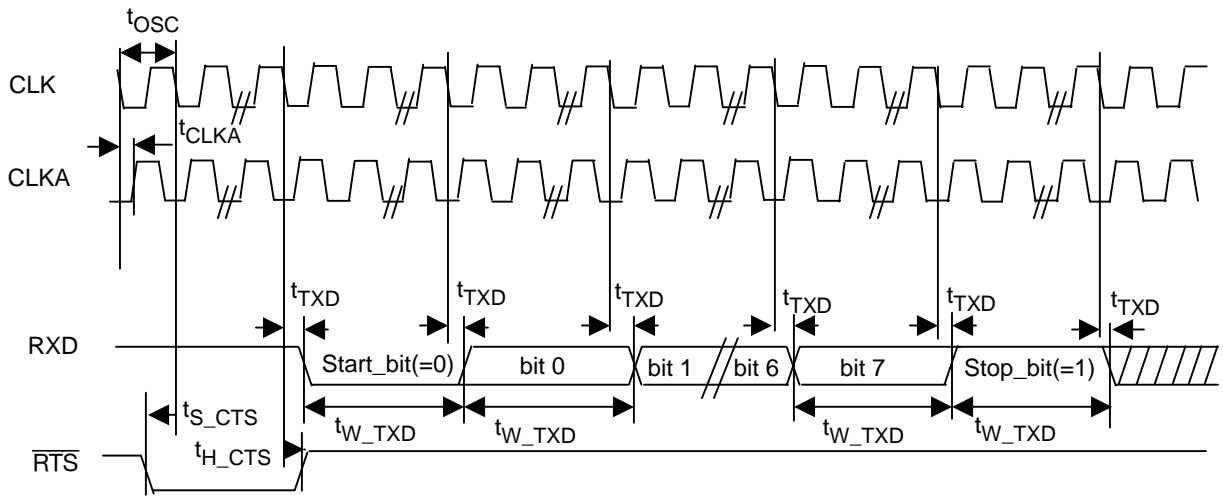 tOSC
CLK
tCLKA
CLKA
tTXD tTXD tTXD tTXD tTXD tTXD
RXD Start_bit(=0) bit 0 bit 1 bit 6 bit 7 Stop_bit(=1)
tS_CTS tW_TXD tW_TXD tW_TXD tW_TXD
tH_CTS
RTS